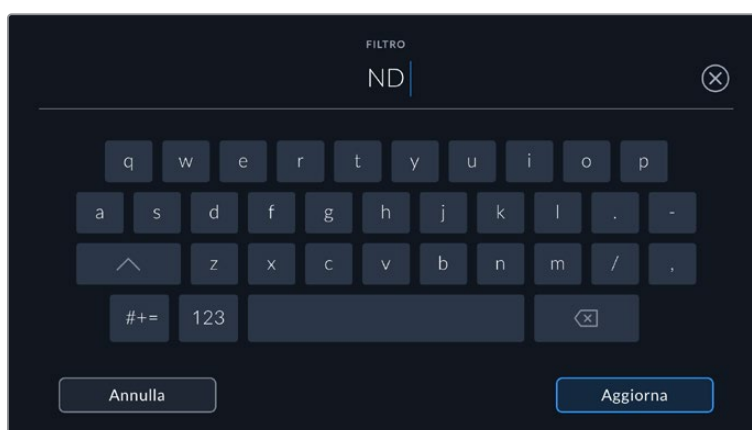 FILTRO
ND
q w e r t y u i o p
a s d f g h j k l . -
z x c v b n m / ,
#+= 123
Annulla Aggiorna